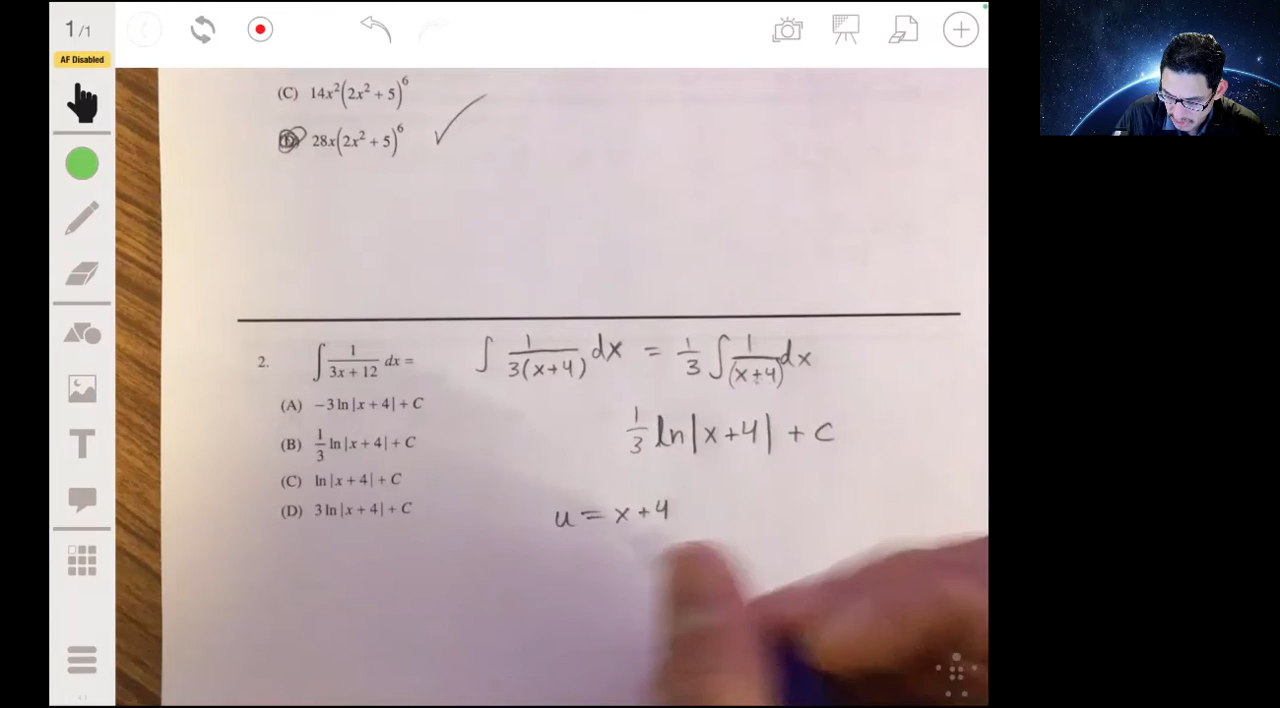 1/1
AF Disabled
(C) 14x²(2x² + 5)⁶
28x(2x² + 5)⁶
2. ∫ 1/(3x + 12) dx =
∫ 1/(3(x+4)) dx = 1/3 ∫ 1/((x+4)) dx
(A) −3 ln|x + 4| + C
1/3 ln|x+4| + C
(B) 1/3 ln|x + 4| + C
(C) ln|x + 4| + C
(D) 3 ln|x + 4| + C
u = x+4
T